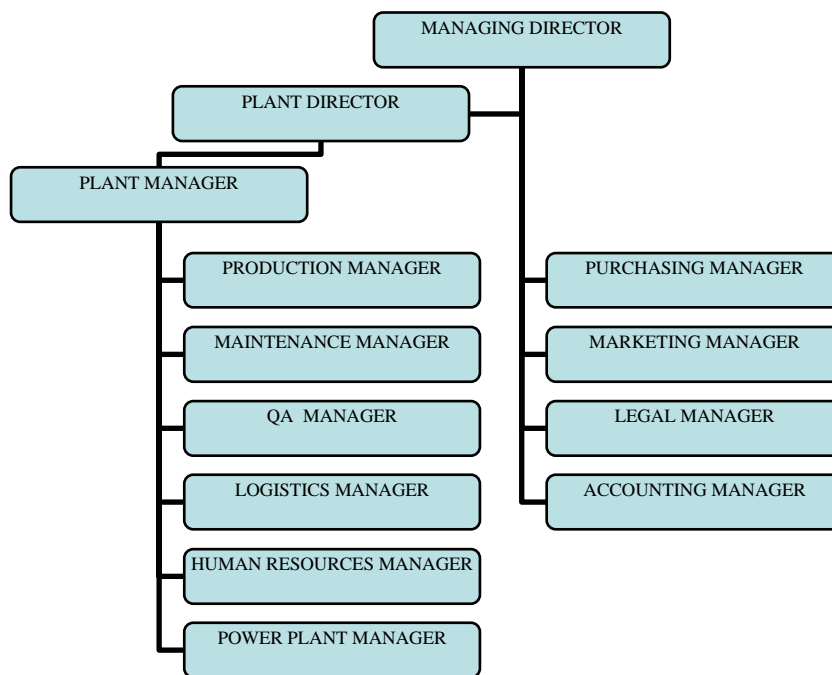 MANAGING DIRECTOR
PLANT DIRECTOR
PLANT MANAGER
PRODUCTION MANAGER
MAINTENANCE MANAGER
QA  MANAGER
LOGISTICS MANAGER
HUMAN RESOURCES MANAGER
POWER PLANT MANAGER
PURCHASING MANAGER
MARKETING MANAGER
LEGAL MANAGER
ACCOUNTING MANAGER